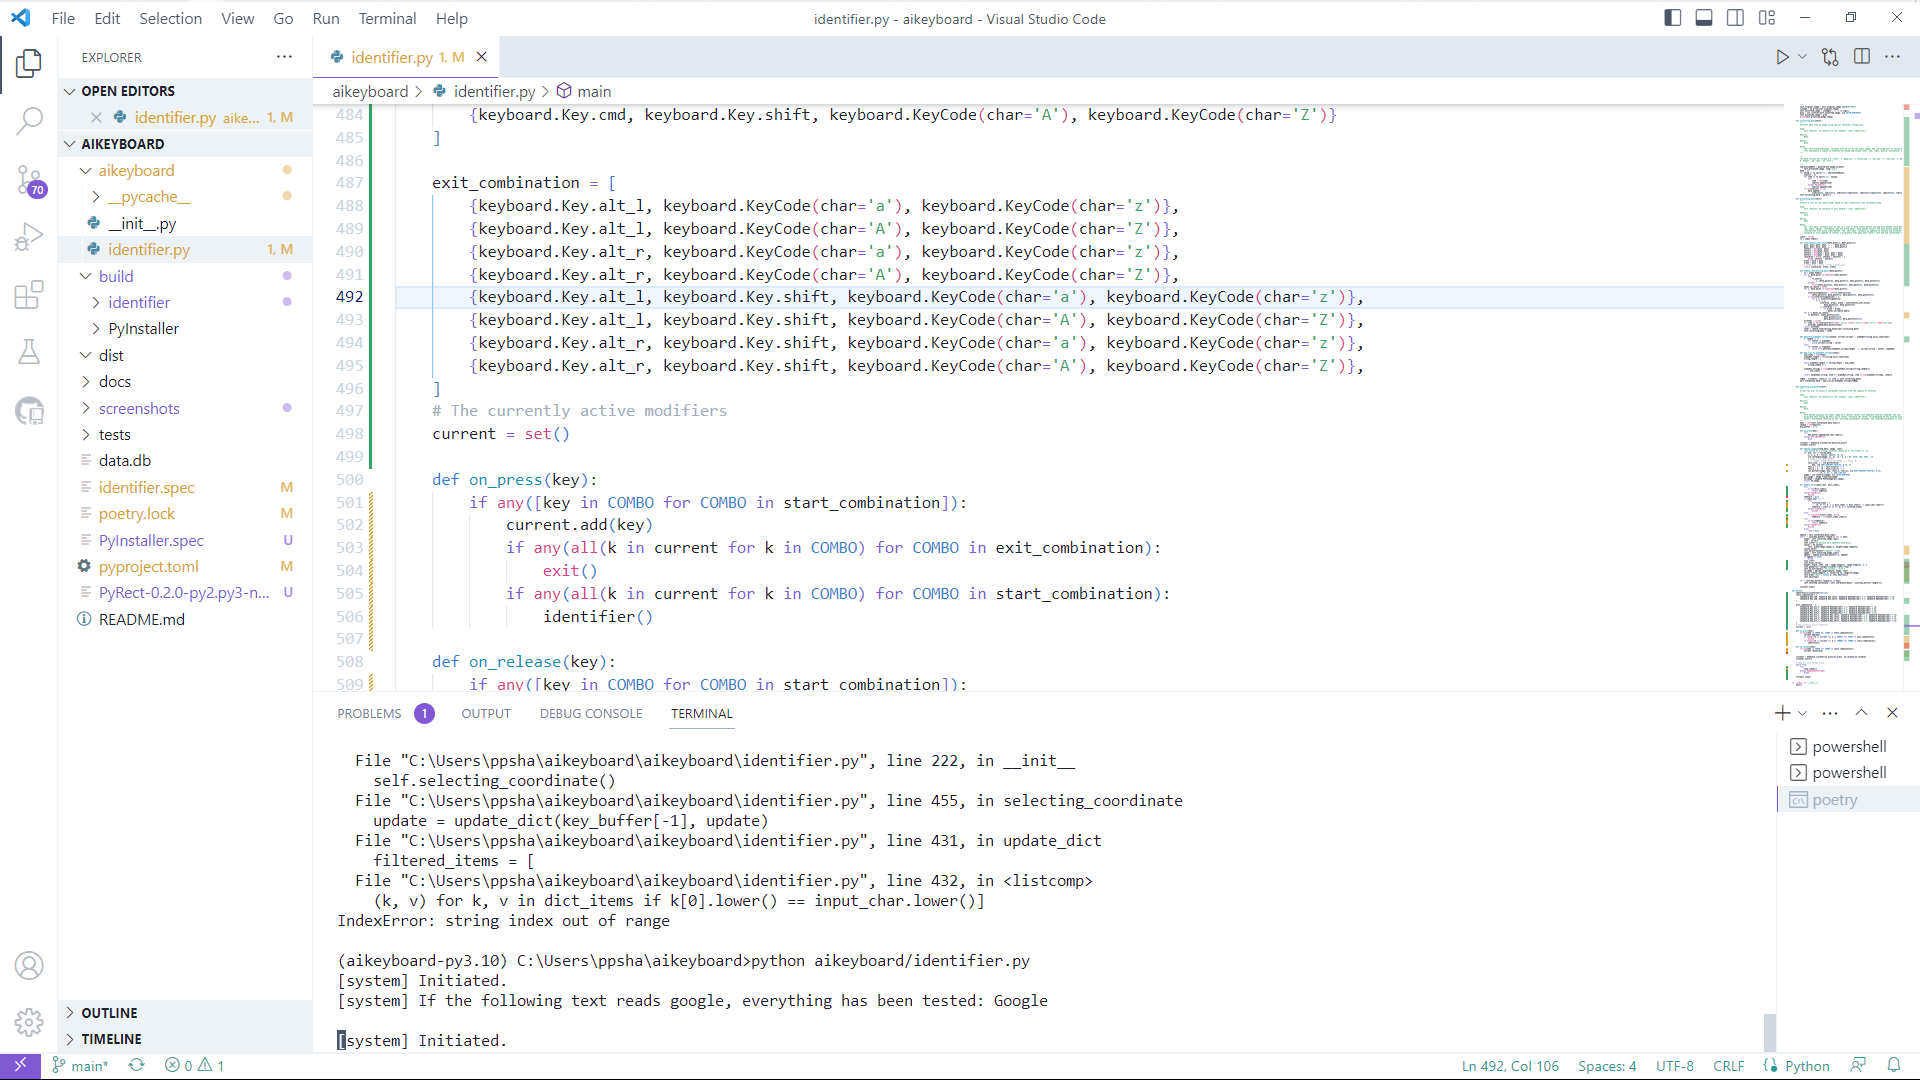 File Edit Selection View Go Run Terminal Help
identifier.py - aikeyboard - Visual Studio Code
EXPLORER
OPEN EDITORS
identifier.py aike... 1, M
AIKEYBOARD
aikeyboard
__pycache__
__init__.py
identifier.py 1, M
build
identifier
PyInstaller
dist
docs
screenshots
tests
data.db
identifier.spec M
poetry.lock M
PyInstaller.spec U
pyproject.toml M
PyRect-0.2.0-py2.py3-n... U
README.md
OUTLINE
TIMELINE
70
identifier.py 1, M
aikeyboard > identifier.py > main
484 {keyboard.Key.cmd, keyboard.Key.shift, keyboard.KeyCode(char='A'), keyboard.KeyCode(char='Z')}
485 ]
486
487 exit_combination = [
488 {keyboard.Key.alt_l, keyboard.KeyCode(char='a'), keyboard.KeyCode(char='z')},
489 {keyboard.Key.alt_l, keyboard.KeyCode(char='A'), keyboard.KeyCode(char='Z')},
490 {keyboard.Key.alt_r, keyboard.KeyCode(char='a'), keyboard.KeyCode(char='z')},
491 {keyboard.Key.alt_r, keyboard.KeyCode(char='A'), keyboard.KeyCode(char='Z')},
492 {keyboard.Key.alt_l, keyboard.Key.shift, keyboard.KeyCode(char='a'), keyboard.KeyCode(char='z')},
493 {keyboard.Key.alt_l, keyboard.Key.shift, keyboard.KeyCode(char='A'), keyboard.KeyCode(char='Z')},
494 {keyboard.Key.alt_r, keyboard.Key.shift, keyboard.KeyCode(char='a'), keyboard.KeyCode(char='z')},
495 {keyboard.Key.alt_r, keyboard.Key.shift, keyboard.KeyCode(char='A'), keyboard.KeyCode(char='Z')},
496 ]
497 # The currently active modifiers
498 current = set()
499
500 def on_press(key):
501 if any([key in COMBO for COMBO in start_combination]):
502 current.add(key)
503 if any(all(k in current for k in COMBO) for COMBO in exit_combination):
504 exit()
505 if any(all(k in current for k in COMBO) for COMBO in start_combination):
506 identifier()
507
508 def on_release(key):
509 if any([key in COMBO for COMBO in start_combination]):
PROBLEMS 1 OUTPUT DEBUG CONSOLE TERMINAL
File "C:\Users\ppsha\aikeyboard\aikeyboard\identifier.py", line 222, in __init__
self.selecting_coordinate()
File "C:\Users\ppsha\aikeyboard\aikeyboard\identifier.py", line 455, in selecting_coordinate
update = update_dict(key_buffer[-1], update)
File "C:\Users\ppsha\aikeyboard\aikeyboard\identifier.py", line 431, in update_dict
filtered_items = [
File "C:\Users\ppsha\aikeyboard\aikeyboard\identifier.py", line 432, in <listcomp>
(k, v) for k, v in dict_items if k[0].lower() == input_char.lower()]
IndexError: string index out of range
(aikeyboard-py3.10) C:\Users\ppsha\aikeyboard>python aikeyboard/identifier.py
[system] Initiated.
[system] If the following text reads google, everything has been tested: Google
[system] Initiated.
powershell
powershell
poetry
main* 0 1
Ln 492, Col 106 Spaces: 4 UTF-8 CRLF Python